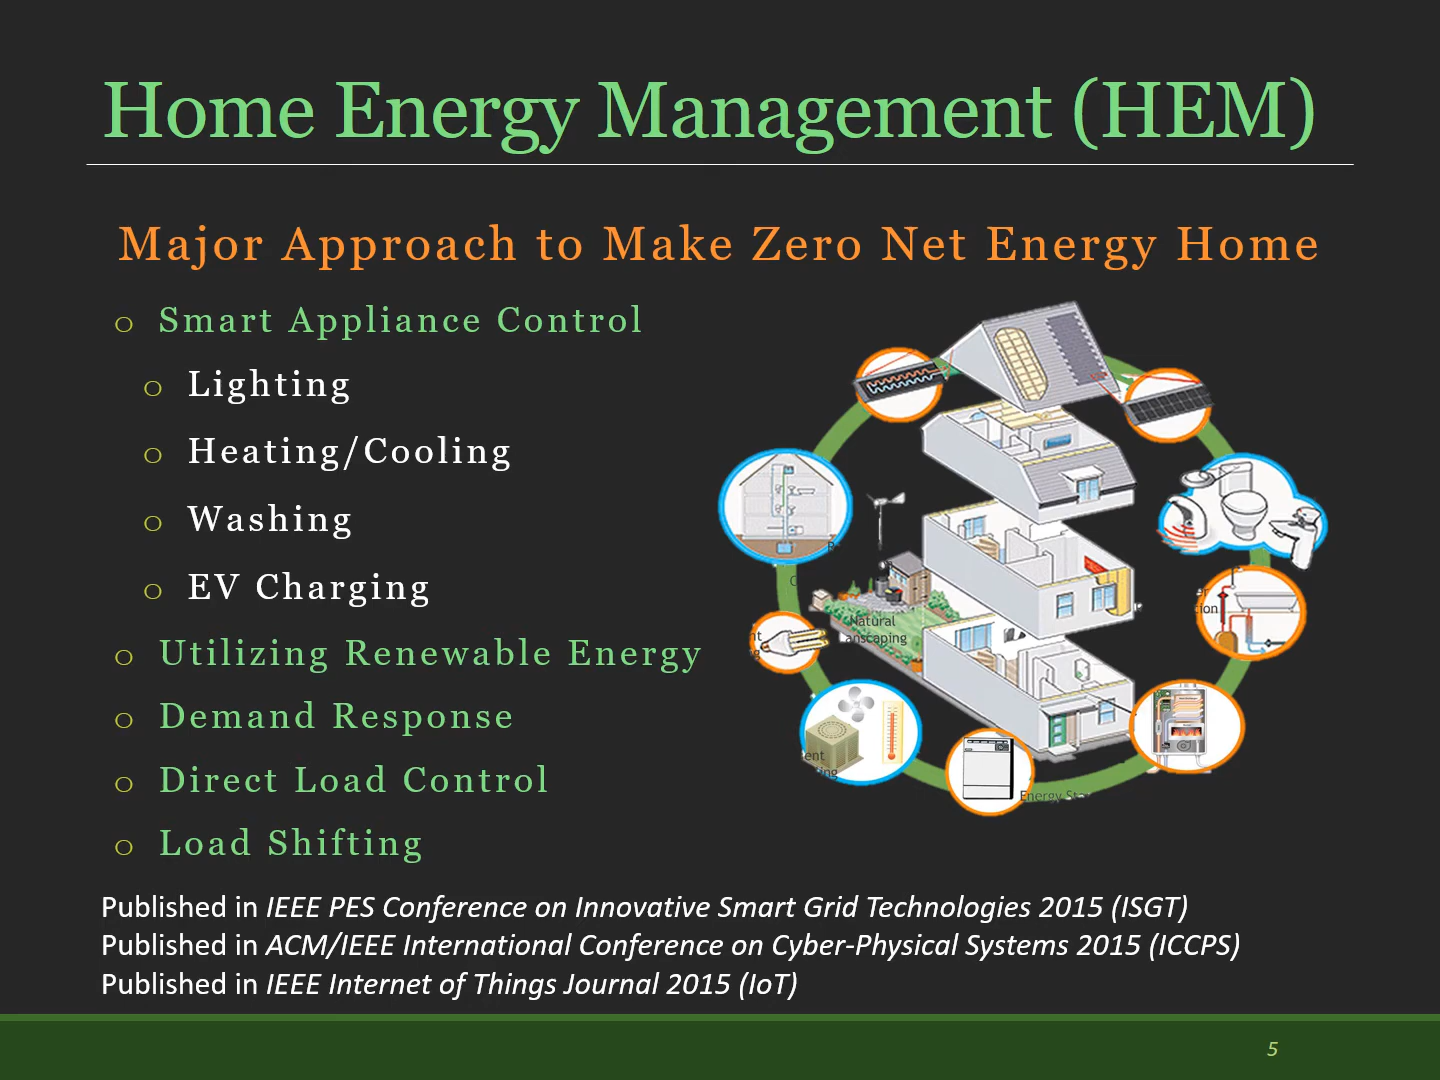 Home Energy Management (HEM)
Major Approach to Make Zero Net Energy Home
o Smart Appliance Control
o Lighting
o Heating/Cooling
o Washing
o EV Charging
o Utilizing Renewable Energy
o Demand Response
o Direct Load Control
o Load Shifting
Natural
anscaping
Published in IEEE PES Conference on Innovative Smart Grid Technologies 2015 (ISGT)
Published in ACM/IEEE International Conference on Cyber-Physical Systems 2015 (ICCPS)
Published in IEEE Internet of Things Journal 2015 (IoT)
5